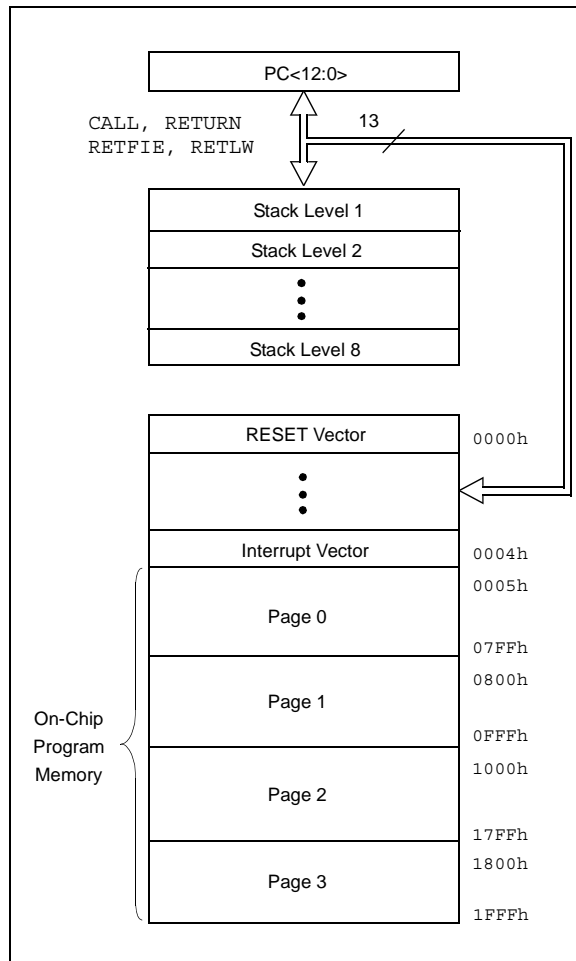 PC<12:0>
CALL, RETURN
RETFIE, RETLW
13
Stack Level 1
Stack Level 2
Stack Level 8
RESET Vector
0000h
Interrupt Vector
0004h
0005h
Page 0
07FFh
0800h
Page 1
0FFFh
On-Chip
Program
Memory
1000h
Page 2
17FFh
1800h
Page 3
1FFFh